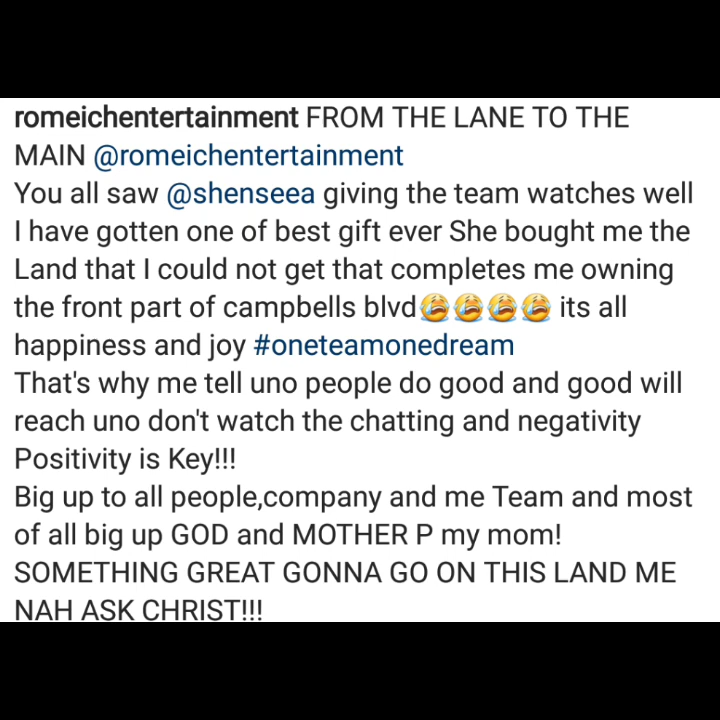 romeichentertainment FROM THE LANE TO THE
MAIN @romeichentertainment
You all saw @shenseea giving the team watches well
I have gotten one of best gift ever She bought me the
Land that I could not get that completes me owning
the front part of campbells blvd😭😭😭😭 its all
happiness and joy #oneteamonedream
That's why me tell uno people do good and good will
reach uno don't watch the chatting and negativity
Positivity is Key!!!
Big up to all people,company and me Team and most
of all big up GOD and MOTHER P my mom!
SOMETHING GREAT GONNA GO ON THIS LAND ME
NAH ASK CHRIST!!!